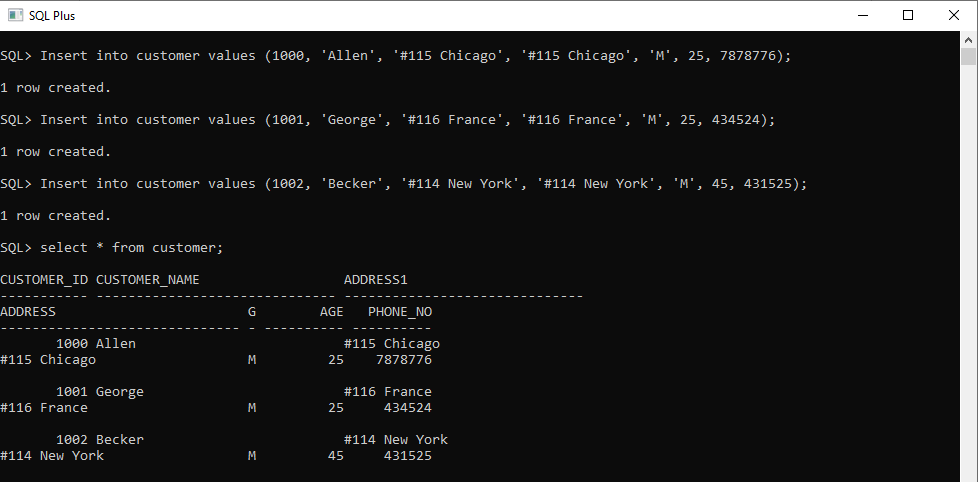 SQL Plus
SQL> Insert into customer values (1000, 'Allen', '#115 Chicago', '#115 Chicago', 'M', 25, 7878776);
1 row created.
SQL> Insert into customer values (1001, 'George', '#116 France', '#116 France', 'M', 25, 434524);
1 row created.
SQL> Insert into customer values (1002, 'Becker', '#114 New York', '#114 New York', 'M', 45, 431525);
1 row created.
SQL> select * from customer;
CUSTOMER_ID CUSTOMER_NAME                  ADDRESS1
----------- ------------------------------ ------------------------------
ADDRESS                        G        AGE   PHONE_NO
------------------------------ - ---------- ----------
       1000 Allen                          #115 Chicago
#115 Chicago                   M         25    7878776
       1001 George                         #116 France
#116 France                    M         25     434524
       1002 Becker                         #114 New York
#114 New York                  M         45     431525